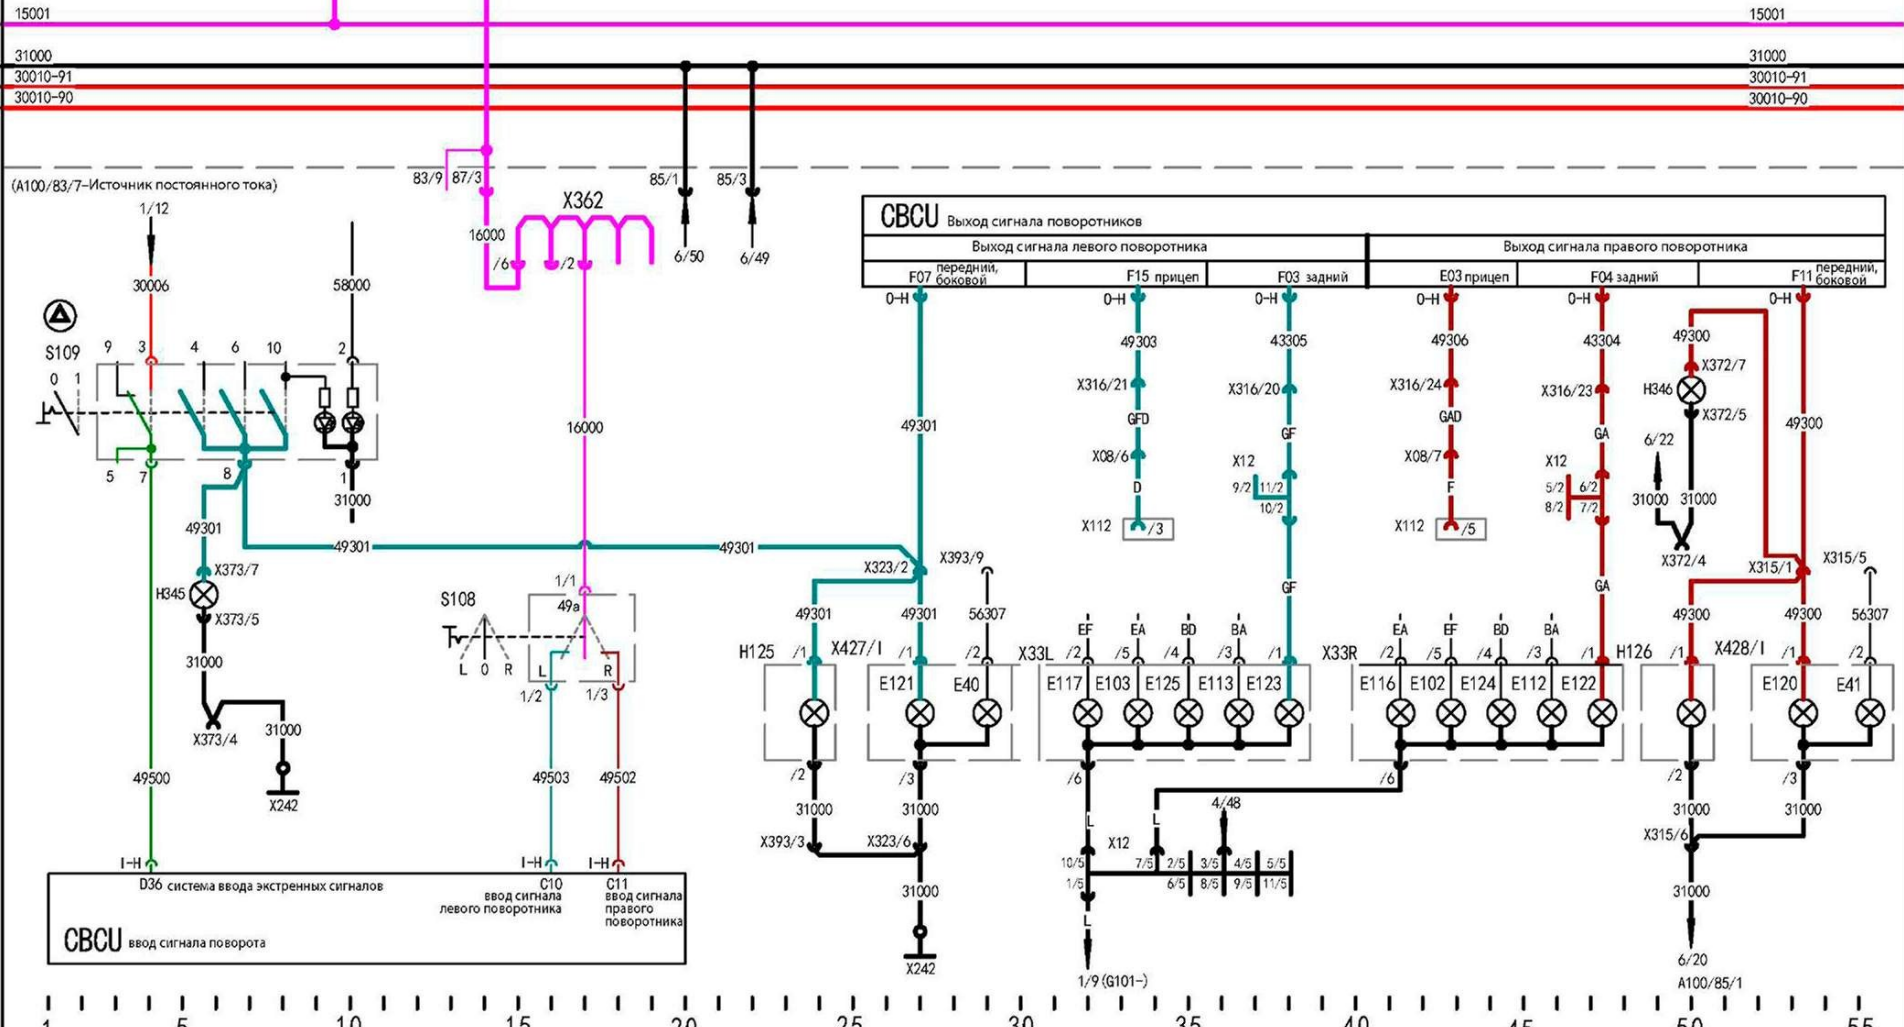 15001 15001
31000 31000
30010-91 30010-91
30010-90 30010-90
83/9 87/3 85/1 85/3
(A100/83/7-Источник постоянного тока)
1/12
X362
16000
/6 /2
6/50 6/49
CBCU Выход сигнала поворотников
Выход сигнала левого поворотника Выход сигнала правого поворотника
F07 передний, боковой F15 прицеп F03 задний E03 прицеп F04 задний F11 передний, боковой
0-H 0-H 0-H 0-H 0-H 0-H
30006 58000
S109 9 3 4 6 10 2
0 1
5 7 8 1
31000
16000
49301 49303 43305 49306 43304 49300 49300
X316/21 X316/20 X316/24 X316/23 H346 X372/7
X372/5
GFD GF GAD GA
6/22
X08/6 X12 X08/7 X12
9/2 11/2 10/2
5/2 6/2 8/2 7/2
D F
31000 31000
X112 /3 X112 /5
X372/4
49301
49301 49301
X373/7
H345
X373/5
31000
X373/4 31000
X242
49500
S108 1/1
49a
L 0 R L R
1/2 1/3
49503 49502
X323/2 X393/9 X315/1 X315/5
GF GA
49301 49301 56307 49300 49300 56307
EF EA BD BA EA EF BD BA
H125 /1 X427/I /1 /2 X33L /2 /5 /4 /3 /1 X33R /2 /5 /4 /3 /1 H126 /1 X428/I /1 /2
E121 E40 E117 E103 E125 E113 E123 E116 E102 E124 E112 E122 E120 E41
/2 /3 /6 /6 /2 /3
31000 31000 31000 31000
4/48
L L
X393/3 X323/6 X12 X315/6
10/5 7/5 2/5 3/5 4/5 5/5
1/5 6/5 8/5 9/5 11/5
31000 L 31000
X242
1/9 (G101-)
6/20
A100/85/1
I-H I-H I-H
D36 система ввода экстренных сигналов
C10 ввод сигнала левого поворотника
C11 ввод сигнала правого поворотника
CBCU ввод сигнала поворота
1 5 10 15 20 25 30 35 40 45 50 55